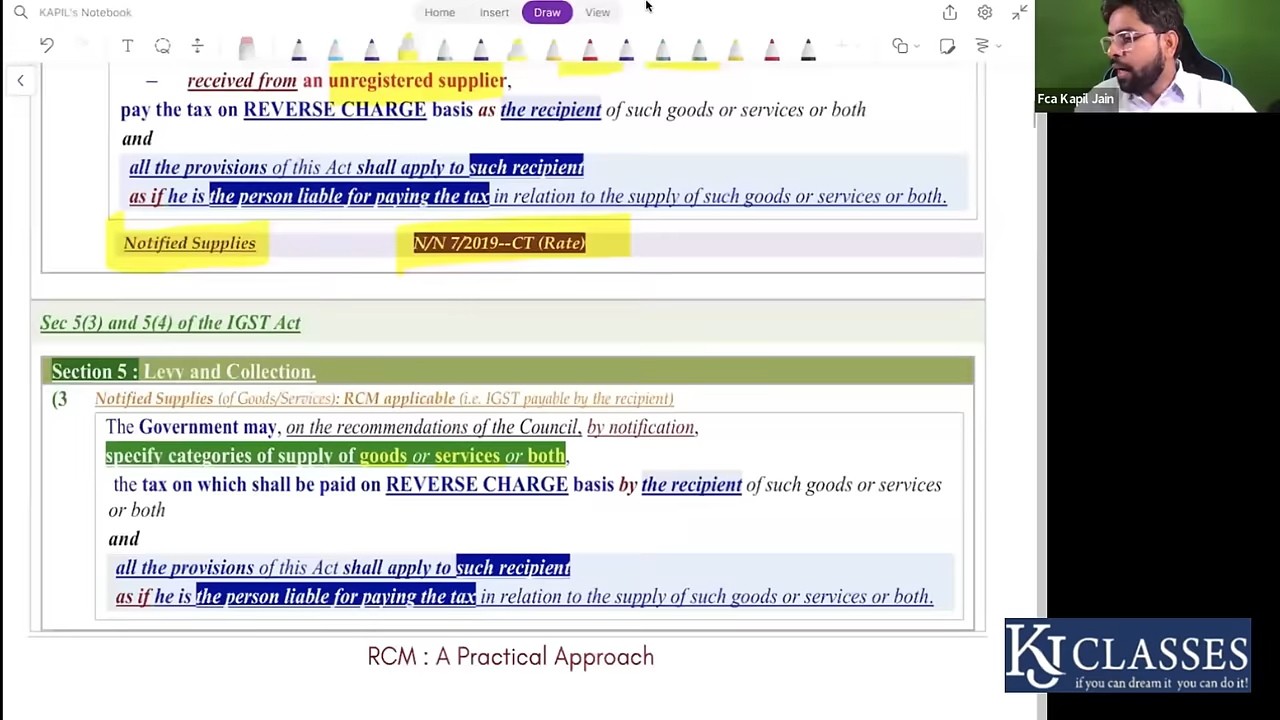 KAPIL's Notebook
Home Insert Draw View
Fca Kapil Jain
– received from an unregistered supplier,
pay the tax on REVERSE CHARGE basis as the recipient of such goods or services or both
and
all the provisions of this Act shall apply to such recipient
as if he is the person liable for paying the tax in relation to the supply of such goods or services or both.
Notified Supplies N/N 7/2019--CT (Rate)
Sec 5(3) and 5(4) of the IGST Act
Section 5 : Levy and Collection.
(3 Notified Supplies (of Goods/Services): RCM applicable (i.e. IGST payable by the recipient)
The Government may, on the recommendations of the Council, by notification,
specify categories of supply of goods or services or both,
the tax on which shall be paid on REVERSE CHARGE basis by the recipient of such goods or services
or both
and
all the provisions of this Act shall apply to such recipient
as if he is the person liable for paying the tax in relation to the supply of such goods or services or both.
RCM : A Practical Approach
KJ CLASSES
if you can dream it you can do it!